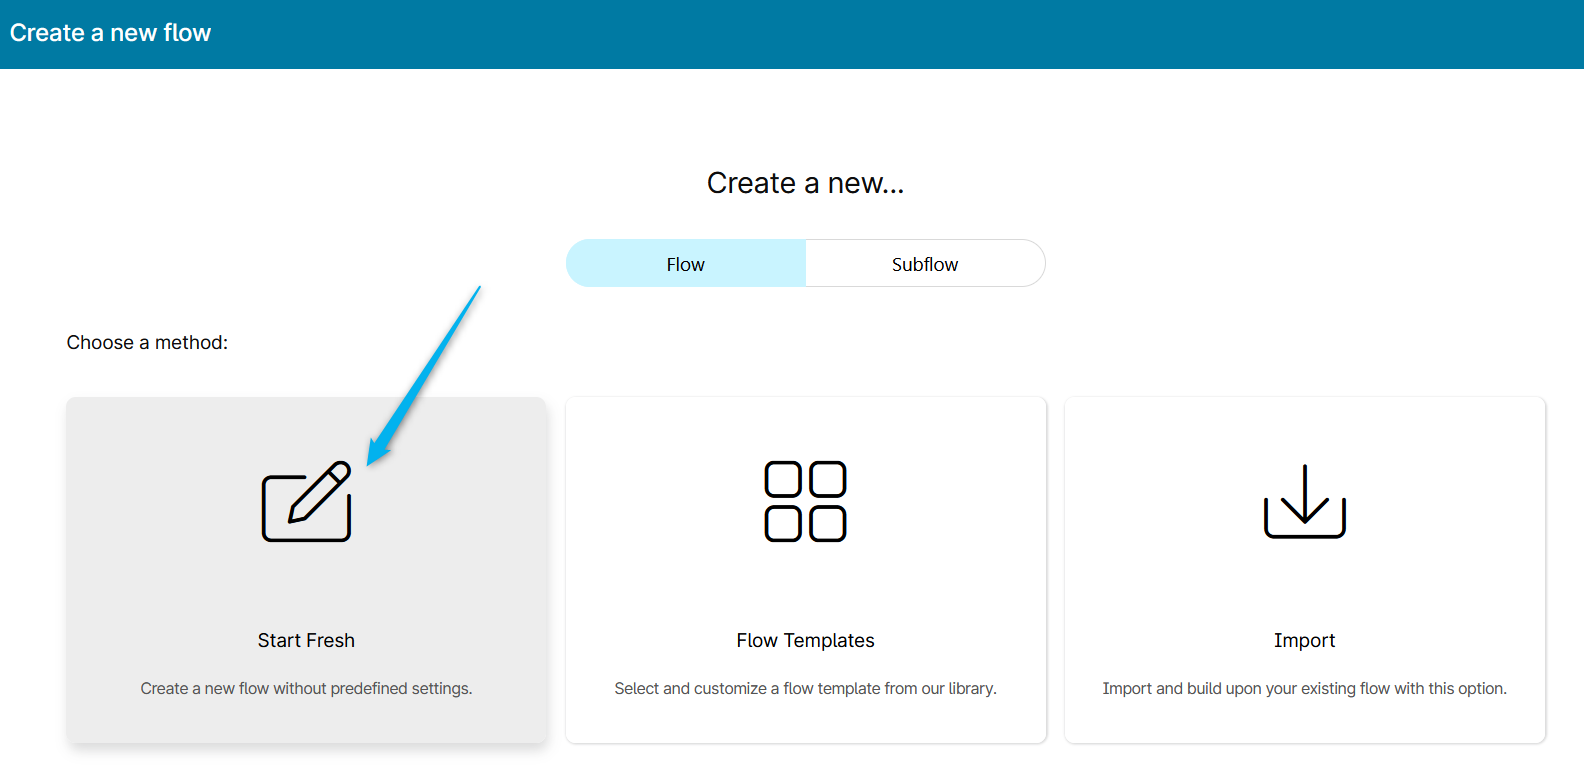 Create a new flow
Create a new...
Flow
Subflow
Choose a method:
Start Fresh
Create a new flow without predefined settings.
Flow Templates
Select and customize a flow template from our library.
Import
Import and build upon your existing flow with this option.